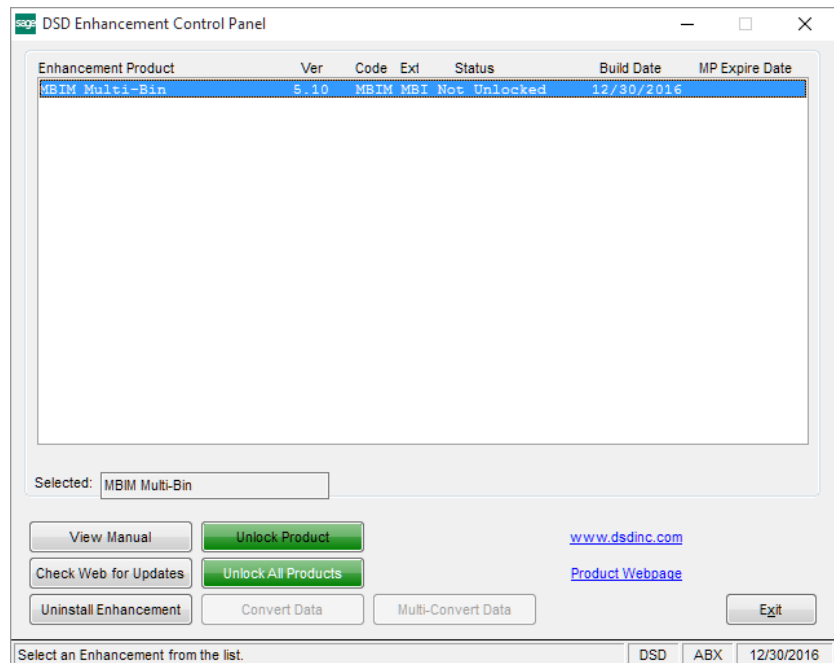 sage DSD Enhancement Control Panel
Enhancement Product Ver Code Ext Status Build Date MP Expire Date
MBIM Multi-Bin 5.10 MBIM MBI Not Unlocked 12/30/2016
Selected: MBIM Multi-Bin
View Manual Unlock Product www.dsdinc.com
Check Web for Updates Unlock All Products Product Webpage
Uninstall Enhancement Convert Data Multi-Convert Data Exit
Select an Enhancement from the list. DSD ABX 12/30/2016